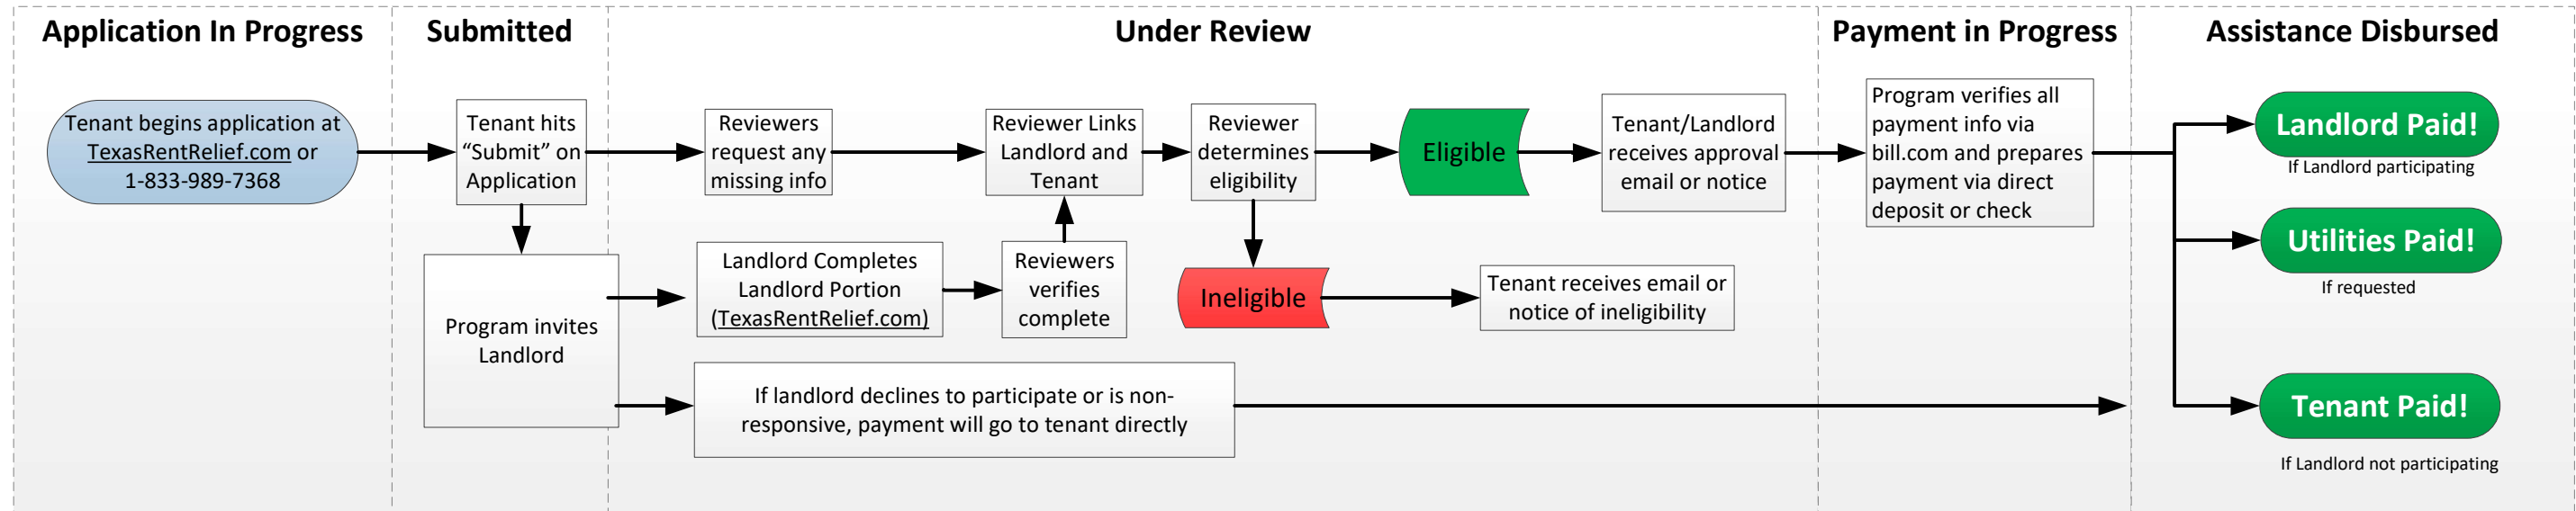 Application In Progress
Submitted
Under Review
Payment in Progress
Assistance Disbursed
Tenant begins application at
TexasRentRelief.com or
1-833-989-7368
Tenant hits
“Submit” on
Application
Reviewers
request any
missing info
Reviewer Links
Landlord and
Tenant
Reviewer
determines
eligibility
Eligible
Tenant/Landlord
receives approval
email or notice
Program verifies all
payment info via
bill.com and prepares
payment via direct
deposit or check
Landlord Paid!
If Landlord participating
Utilities Paid!
If requested
Program invites
Landlord
Landlord Completes
Landlord Portion
(TexasRentRelief.com)
Reviewers
verifies
complete
Ineligible
Tenant receives email or
notice of ineligibility
If landlord declines to participate or is non-
responsive, payment will go to tenant directly
Tenant Paid!
If Landlord not participating